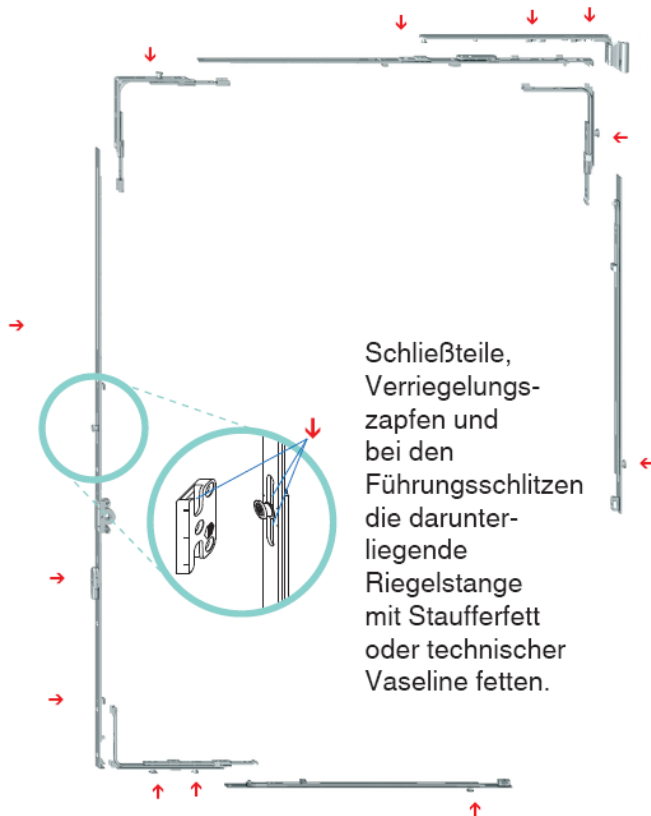 Schließteile,
Verriegelungs-
zapfen und
bei den
Führungsschlitzen
die darunter-
liegende
Riegelstange
mit Staufferfett
oder technischer
Vaseline fetten.